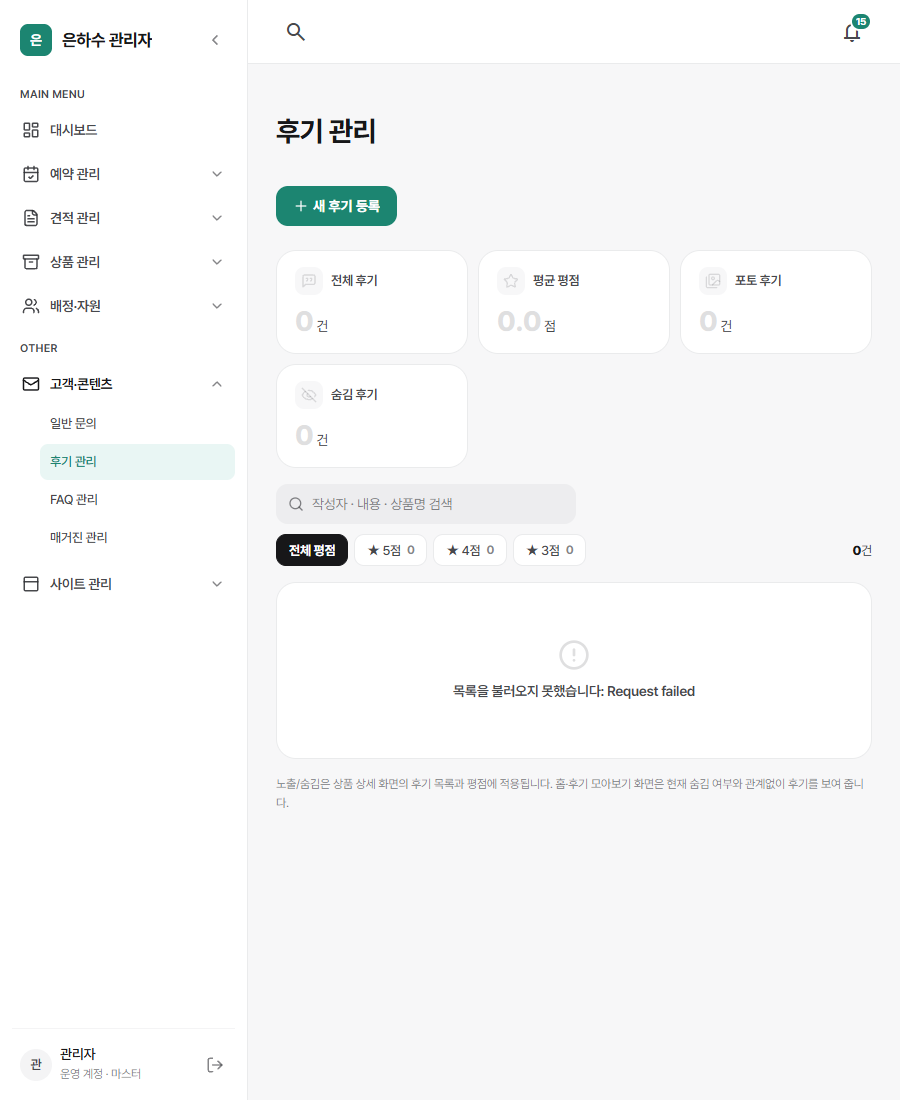 은 은하수 관리자
15
MAIN MENU
대시보드
예약 관리
견적 관리
상품 관리
배정·자원
OTHER
고객·콘텐츠
일반 문의
후기 관리
FAQ 관리
매거진 관리
사이트 관리
관 관리자
운영 계정 · 마스터
후기 관리
+ 새 후기 등록
전체 후기
0 건
평균 평점
0.0 점
포토 후기
0 건
숨김 후기
0 건
작성자 · 내용 · 상품명 검색
전체 평점 ★ 5점 0 ★ 4점 0 ★ 3점 0 0건
목록을 불러오지 못했습니다: Request failed
노출/숨김은 상품 상세 화면의 후기 목록과 평점에 적용됩니다. 홈·후기 모아보기 화면은 현재 숨김 여부와 관계없이 후기를 보여 줍니
다.